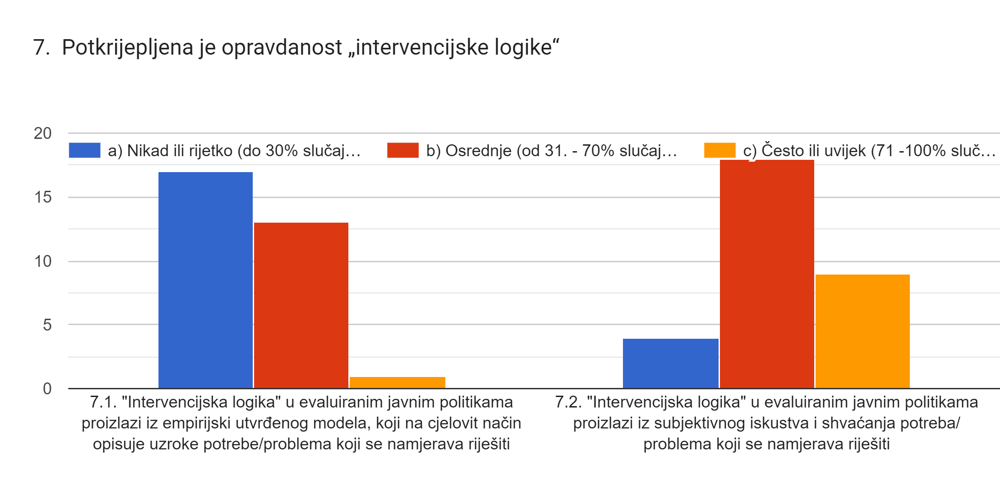 7. Potkrijepljena je opravdanost „intervencijske logike“
20
a) Nikad ili rijetko (do 30% slučaj…
b) Osrednje (od 31. - 70% slučaj…
c) Često ili uvijek (71 -100% sluč…
15
10
5
0
7.1. "Intervencijska logika" u evaluiranim javnim politikama
proizlazi iz empirijski utvrđenog modela, koji na cjelovit način
opisuje uzroke potrebe/problema koji se namjerava riješiti
7.2. "Intervencijska logika" u evaluiranim javnim politikama
proizlazi iz subjektivnog iskustva i shvaćanja potreba/
problema koji se namjerava riješiti